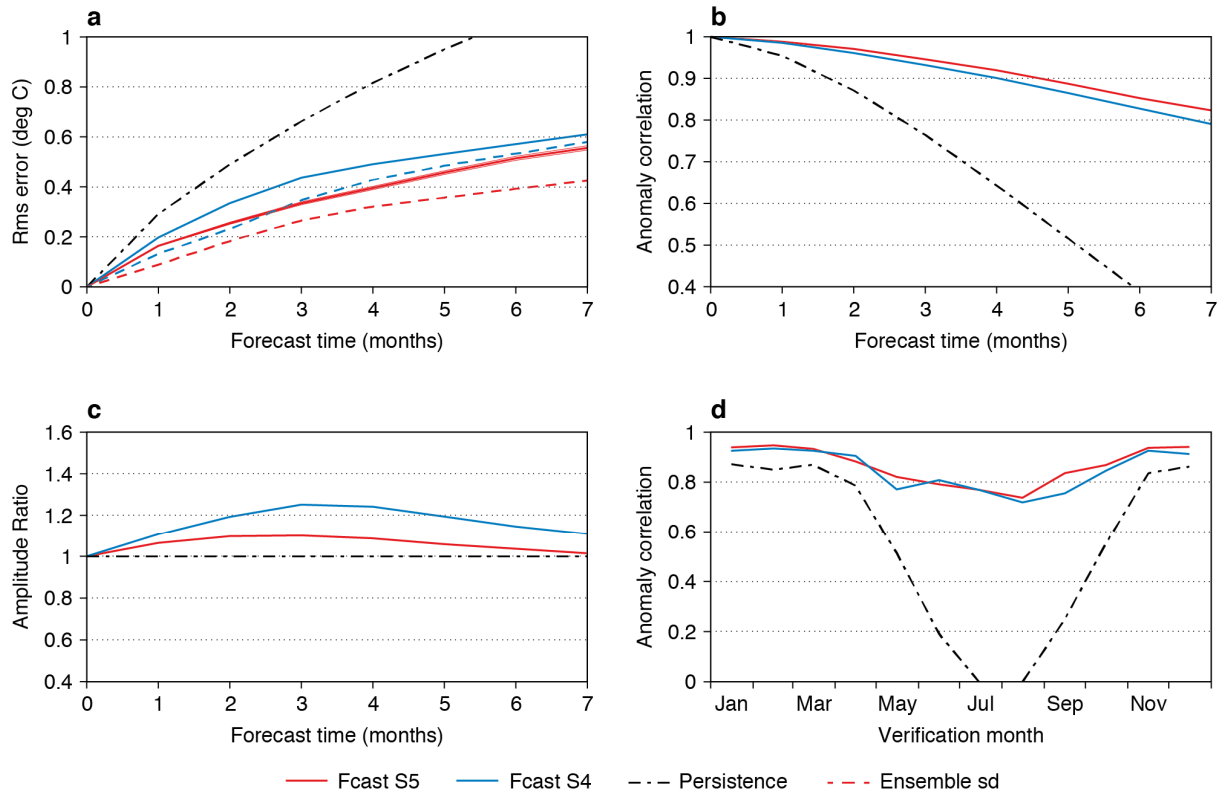 a
1
0.8
0.6
0.4
0.2
0
Rms error (deg C)
0 1 2 3 4 5 6 7
Forecast time (months)
b
1
0.9
0.8
0.7
0.6
0.5
0.4
Anomaly correlation
0 1 2 3 4 5 6 7
Forecast time (months)
c
1.6
1.4
1.2
1
0.8
0.6
0.4
Amplitude Ratio
0 1 2 3 4 5 6 7
Forecast time (months)
d
1
0.8
0.6
0.4
0.2
0
Anomaly correlation
Jan Mar May Jul Sep Nov
Verification month
Fcast S5 Fcast S4 Persistence Ensemble sd